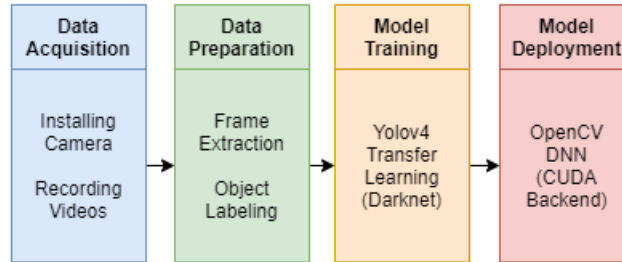 Data
Acquisition
Installing
Camera
Recording
Videos
Data
Preparation
Frame
Extraction
Object
Labeling
Model
Training
Yolov4
Transfer
Learning
(Darknet)
Model
Deployment
OpenCV
DNN
(CUDA
Backend)